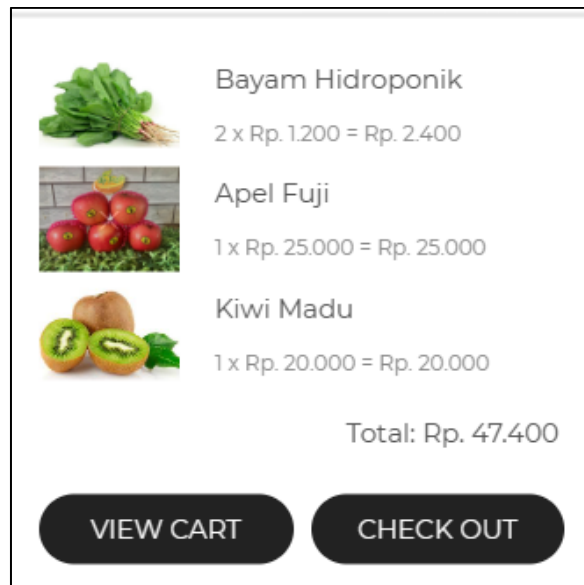 Bayam Hidroponik
2 x Rp. 1.200 = Rp. 2.400
Apel Fuji
1 x Rp. 25.000 = Rp. 25.000
Kiwi Madu
1 x Rp. 20.000 = Rp. 20.000
Total: Rp. 47.400
VIEW CART
CHECK OUT